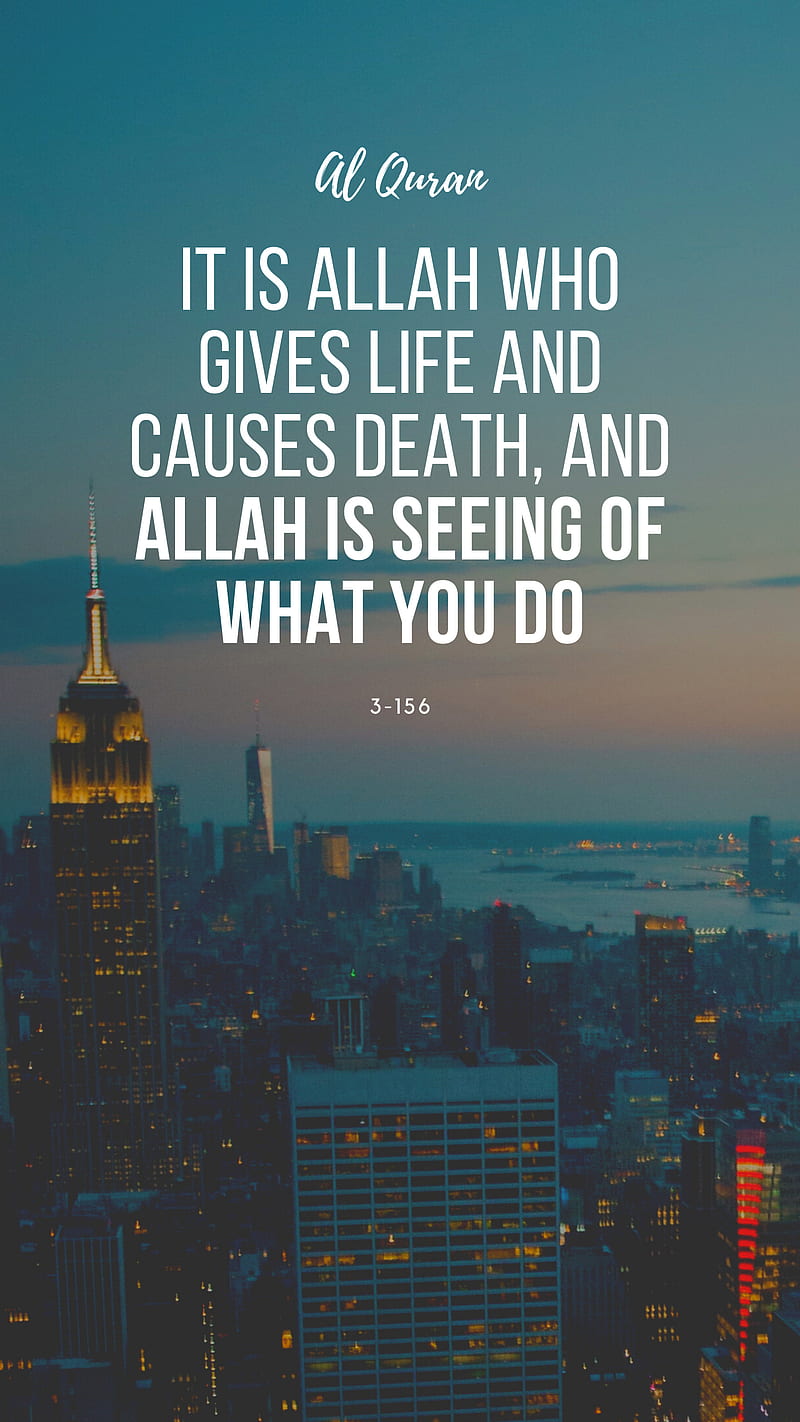 Al Quran
IT IS ALLAH WHO
GIVES LIFE AND
CAUSES DEATH, AND
ALLAH IS SEEING OF
WHAT YOU DO
3-156